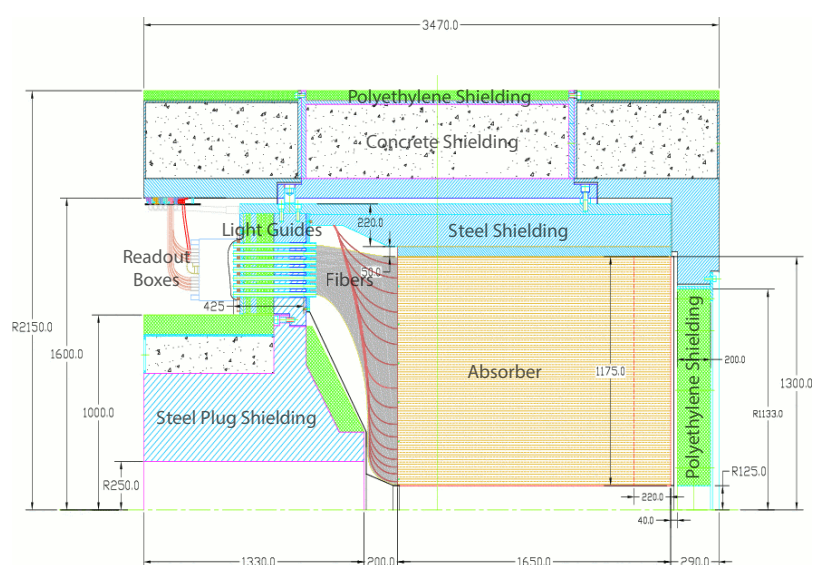 3470.0
Polyethylene Shielding
Concrete Shielding
Light Guides
220.0
Steel Shielding
Readout
Boxes
Fibers
50.0
425
R2150.0
1600.0
1000.0
R250.0
Steel Plug Shielding
Absorber
1175.0
Polyethylene Shielding
200.0
R1133.0
1300.0
R125.0
220.0
40.0
1330.0
200.0
1650.0
290.0